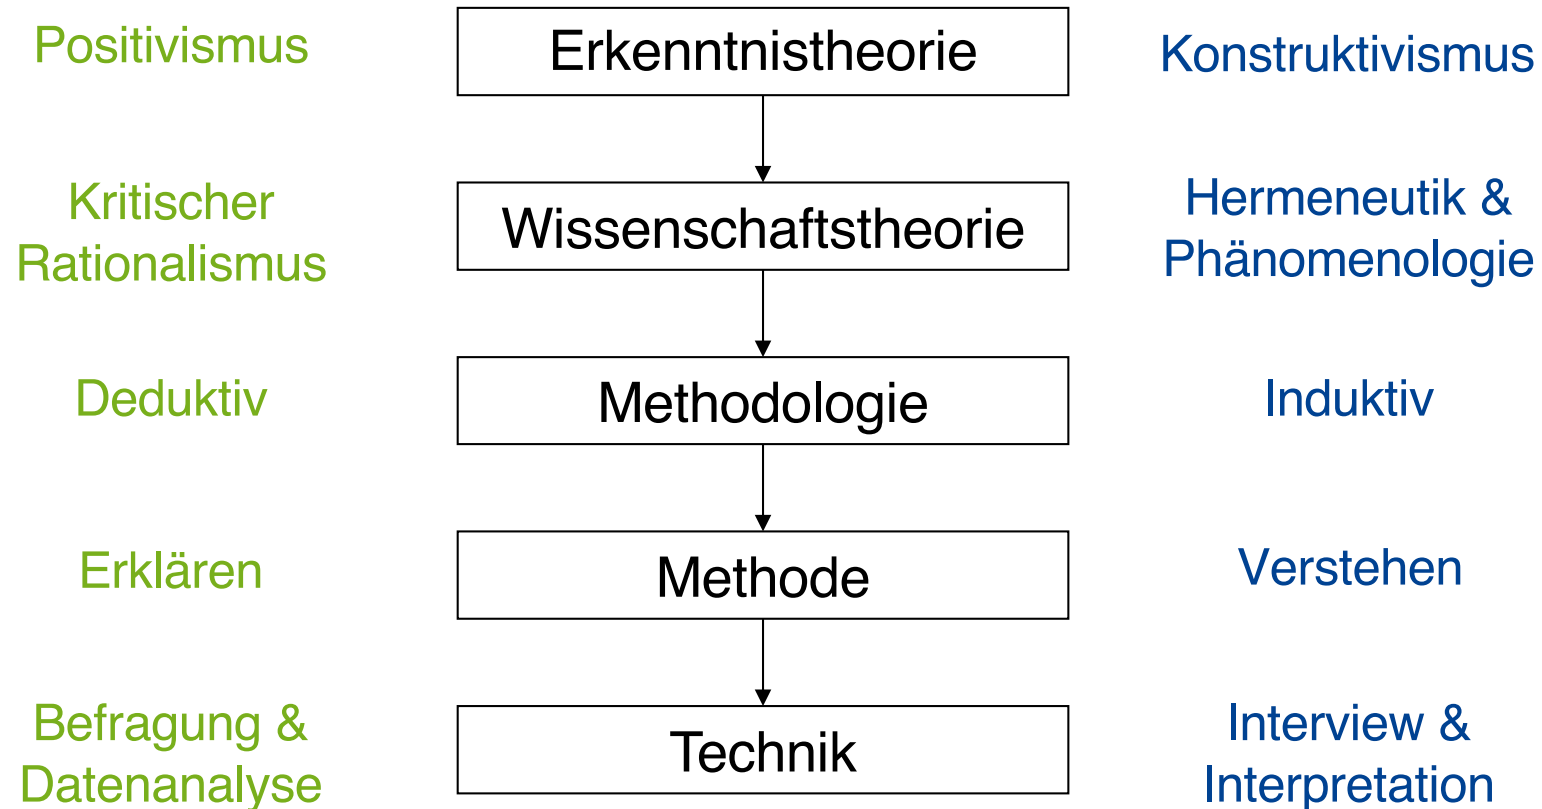 Positivismus
Erkenntnistheorie
Konstruktivismus
Kritischer
Rationalismus
Wissenschaftstheorie
Hermeneutik &
Phänomenologie
Deduktiv
Methodologie
Induktiv
Erklären
Methode
Verstehen
Befragung &
Datenanalyse
Technik
Interview &
Interpretation